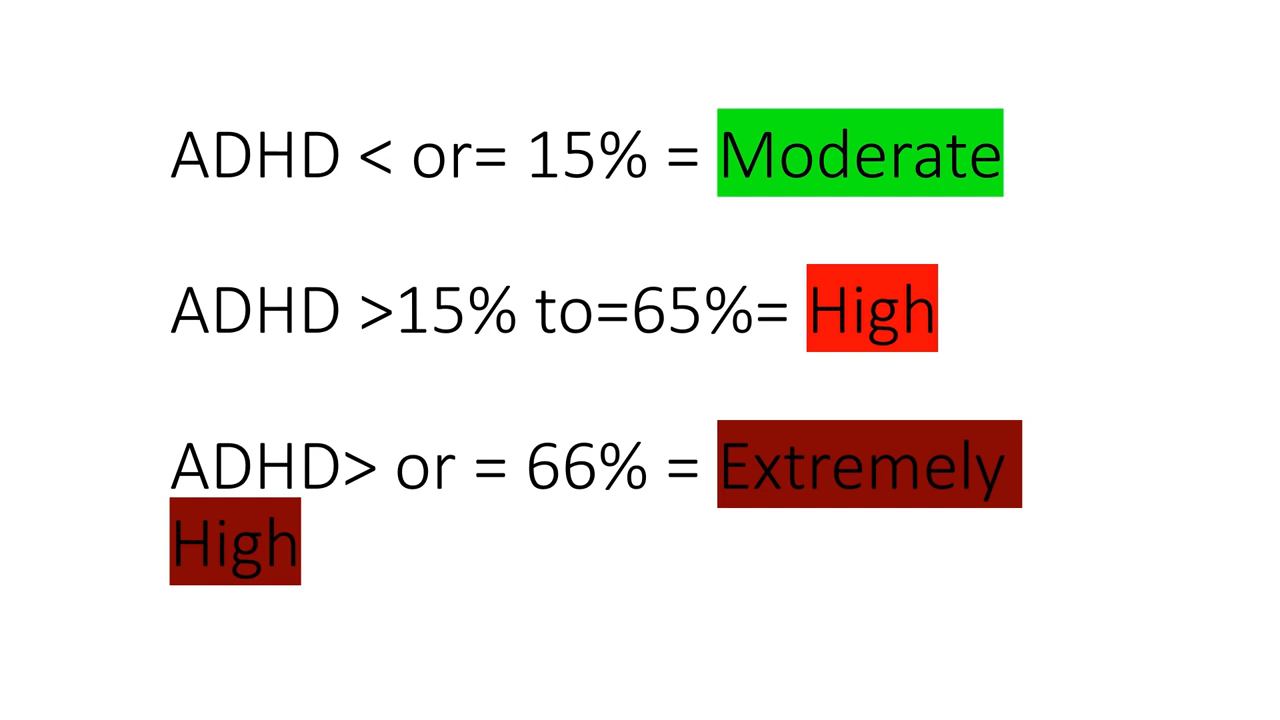 ADHD < or= 15% = Moderate
ADHD >15% to=65%= High
ADHD> or = 66% = Extremely
High